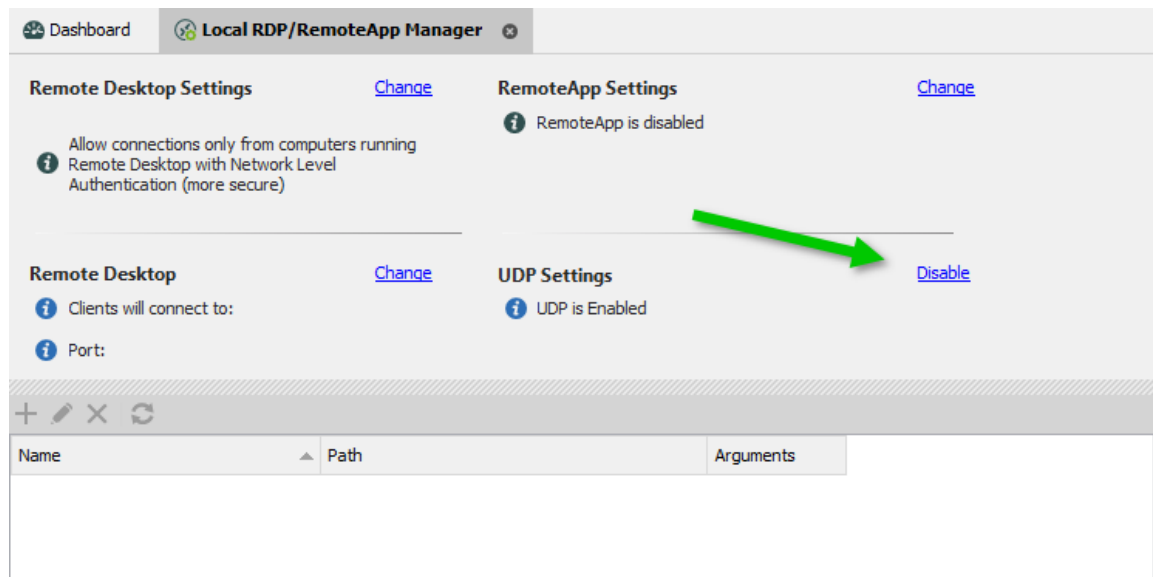 Dashboard
Local RDP/RemoteApp Manager
Remote Desktop Settings
Change
Allow connections only from computers running
Remote Desktop with Network Level
Authentication (more secure)
RemoteApp Settings
Change
RemoteApp is disabled
Remote Desktop
Change
Clients will connect to:
Port:
UDP Settings
Disable
UDP is Enabled
Name
Path
Arguments